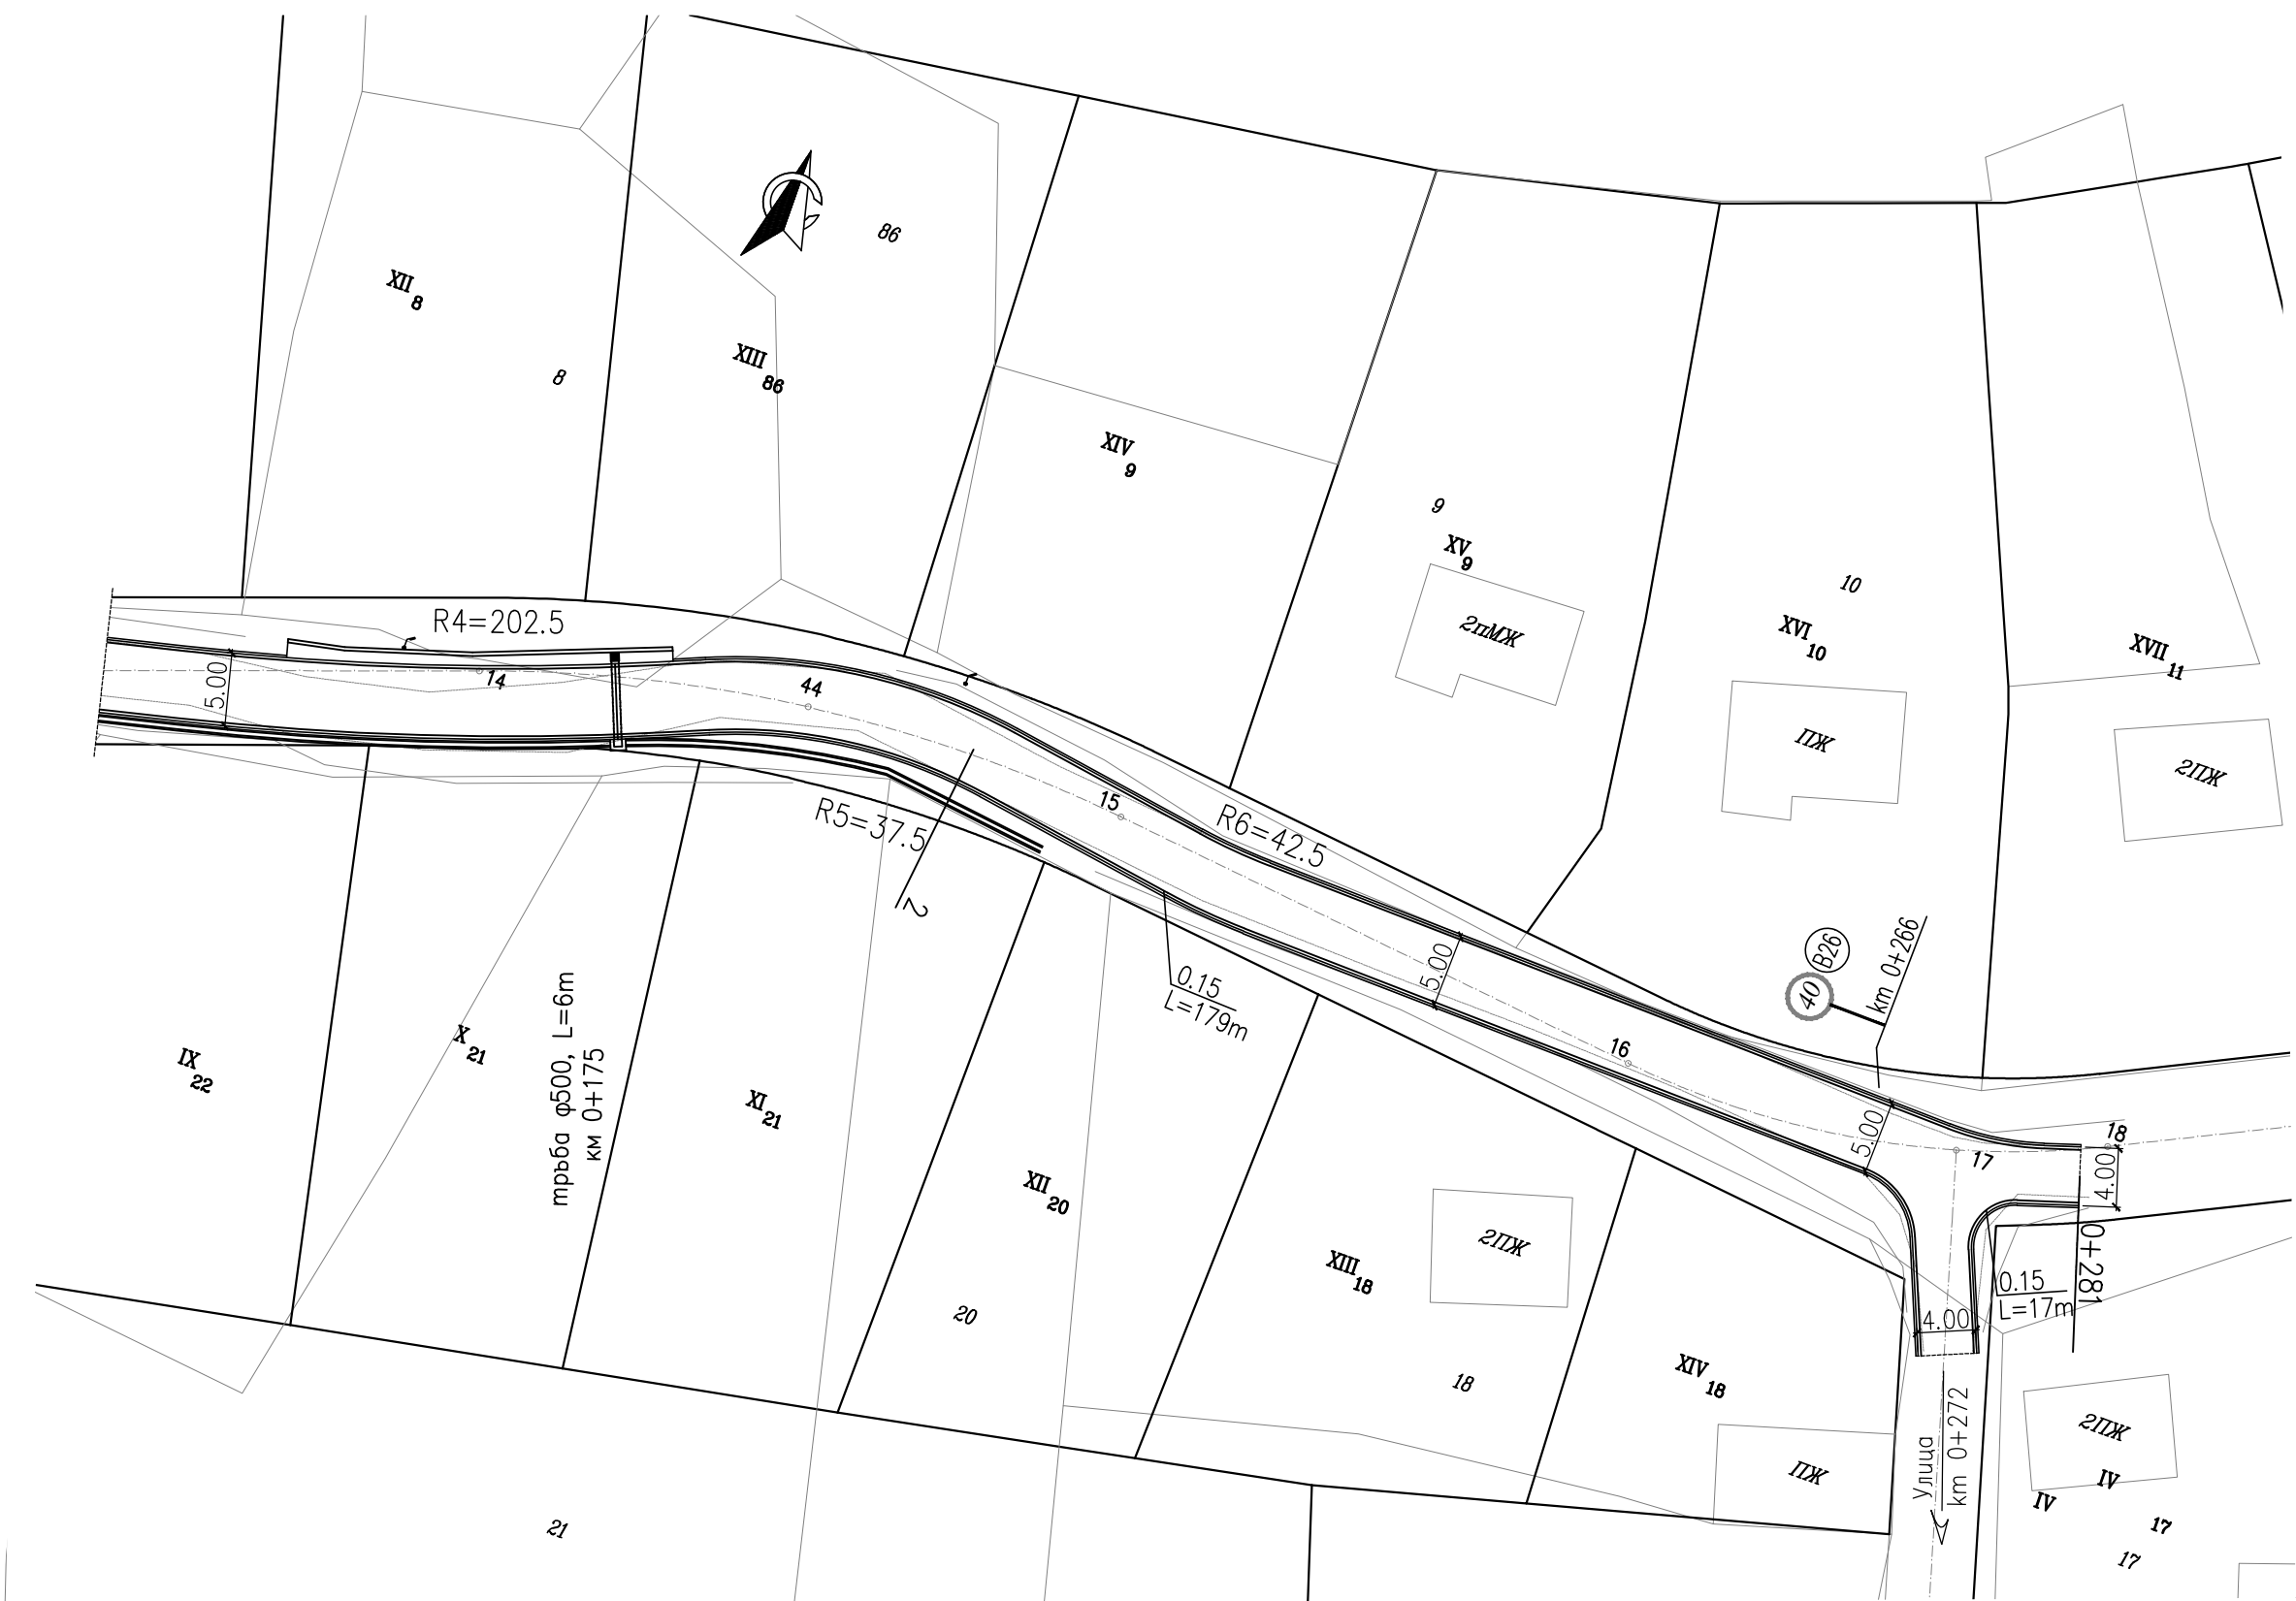 86
XII
8
XIII
86
8
XIV
9
9
XV
9
10
XVI
10
XVII
11
2пМЖ
ПЖ
2ПЖ
R4=202.5
5.00
14
44
15
R5=37.5
R6=42.5
2
0.15
L=179m
5.00
40
B26
km 0+266
16
5.00
17
18
4.00
0+281
0.15
L=17m
4.00
IX
22
X
21
тръба φ500, L=6m
км 0+175
XI
21
XII
20
20
XIII
18
2ПЖ
18
XIV
18
ПЖ
Улица
km 0+272
2ПЖ
IV
IV
17
17
21